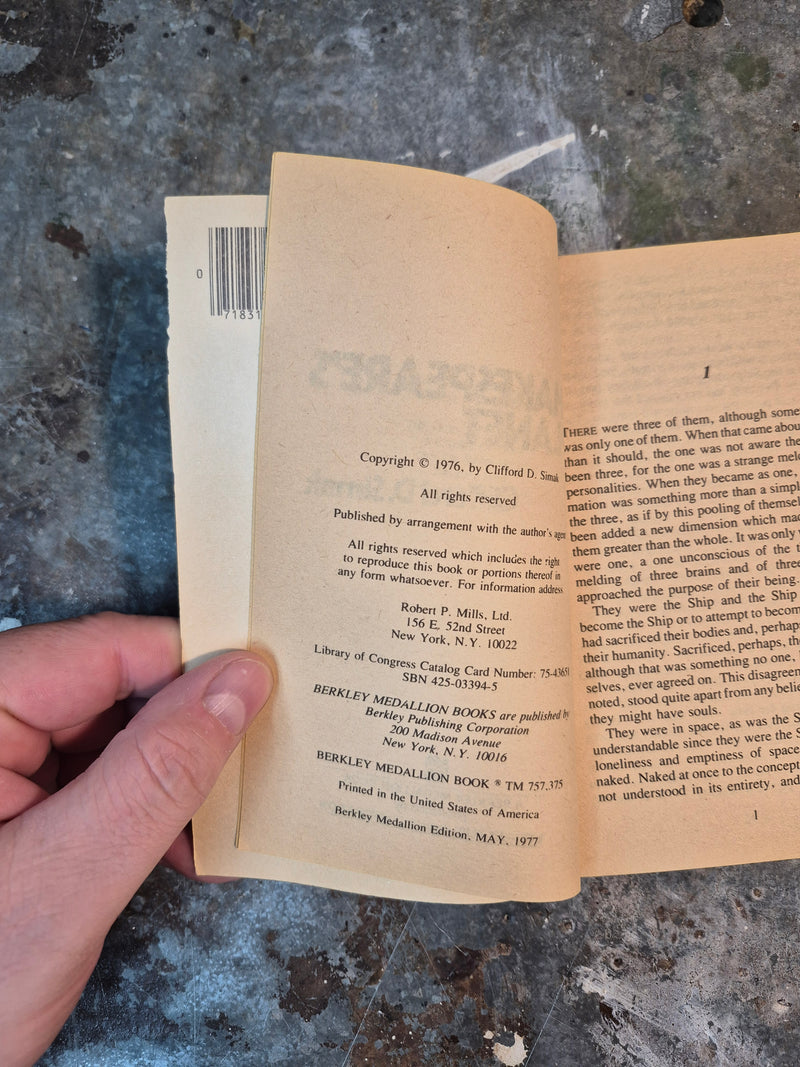 0
71831
Copyright © 1976, by Clifford D. Simak
All rights reserved
Published by arrangement with the author's agent
All rights reserved which includes the right
to reproduce this book or portions thereof in
any form whatsoever. For information address
Robert P. Mills, Ltd.
156 E. 52nd Street
New York, N.Y. 10022
Library of Congress Catalog Card Number: 75-43651
SBN 425-03394-5
BERKLEY MEDALLION BOOKS are published by
Berkley Publishing Corporation
200 Madison Avenue
New York, N.Y. 10016
BERKLEY MEDALLION BOOK ® TM 757,375
Printed in the United States of America
Berkley Medallion Edition, MAY, 1977
1
THERE were three of them, although some
was only one of them. When that came abou
than it should, the one was not aware the
been three, for the one was a strange meld
personalities. When they became as one,
mation was something more than a simpl
the three, as if by this pooling of themse
been added a new dimension which mad
them greater than the whole. It was only
were one, a one unconscious of the t
melding of three brains and of three
approached the purpose of their being.
They were the Ship and the Ship
become the Ship or to attempt to becom
had sacrificed their bodies and, perhap
their humanity. Sacrificed, perhaps, th
although that was something no one,
selves, ever agreed on. This disagreem
noted, stood quite apart from any belie
they might have souls.
They were in space, as was the S
understandable since they were the S
loneliness and emptiness of space
naked. Naked at once to the concept
not understood in its entirety, and
1